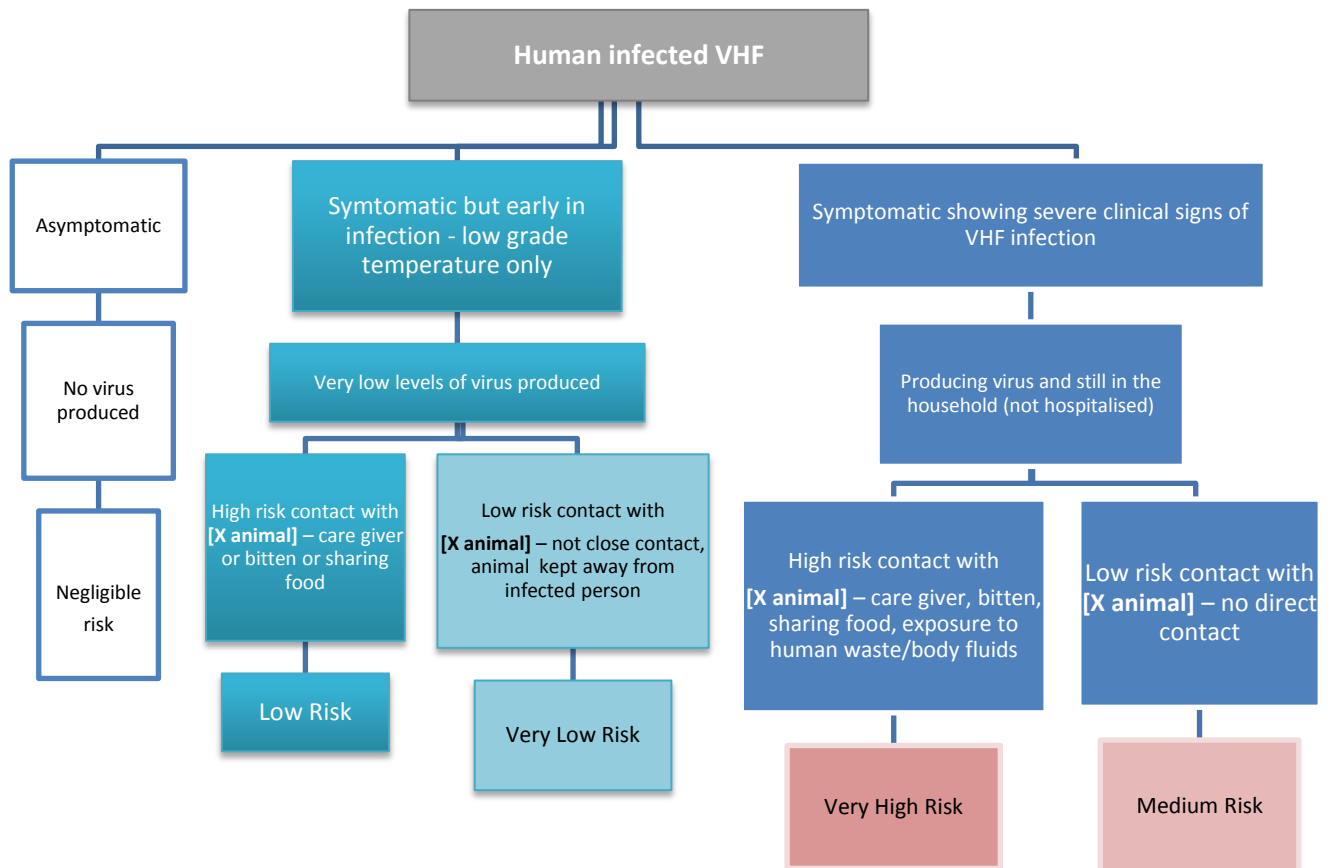 Human infected VHF
Asymptomatic
No virus
produced
Negligible
risk
Symtomatic but early in
infection - low grade
temperature only
Very low levels of virus produced
High risk contact with
[X animal] – care giver
or bitten or sharing
food
Low Risk
Low risk contact with
[X animal] – not close contact,
animal kept away from
infected person
Very Low Risk
Symptomatic showing severe clinical signs of
VHF infection
Producing virus and still in the
household (not hospitalised)
High risk contact with
[X animal] – care giver, bitten,
sharing food, exposure to
human waste/body fluids
Very High Risk
Low risk contact with
[X animal] – no direct
contact
Medium Risk